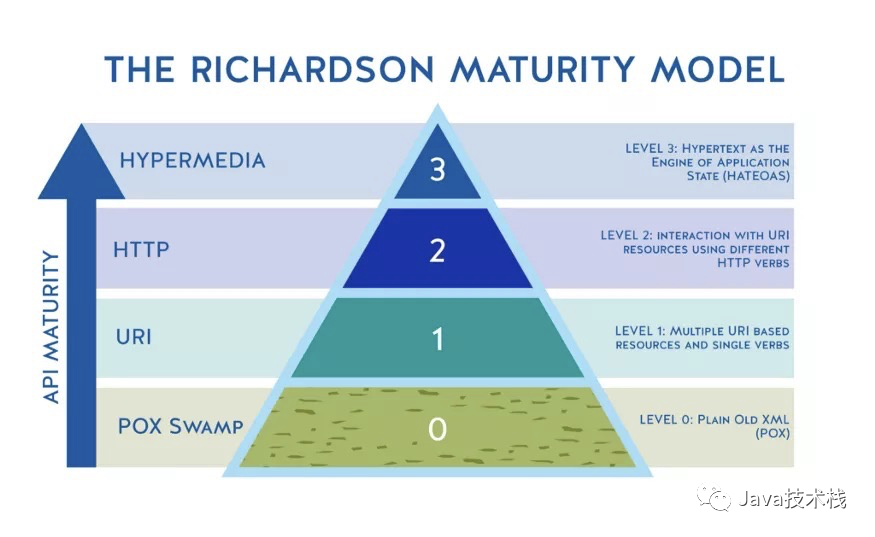 THE RICHARDSON MATURITY MODEL
HYPERMEDIA
3
LEVEL 3: HYPERTEXT AS THE
ENGINE OF APPLICATION
STATE (HATEOAS)
HTTP
2
LEVEL 2: INTERACTION WITH URI
RESOURCES USING DIFFERENT
HTTP VERBS
URI
1
LEVEL 1: MULTIPLE URI BASED
RESOURCES AND SINGLE VERBS
POX SWAMP
0
LEVEL 0: PLAIN OLD XML
(POX)
API MATURITY
Java技术栈